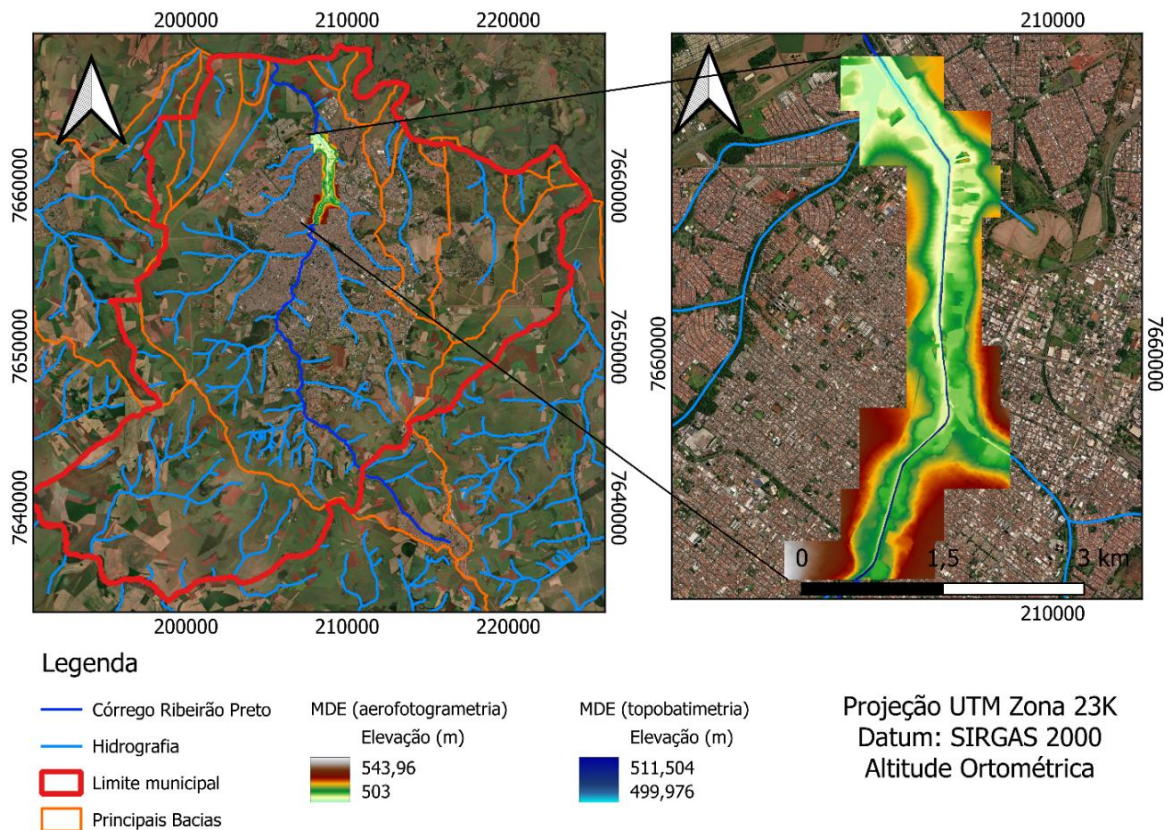 200000 210000 220000
210000
7660000
7650000
7640000
7660000
7650000
7640000
7660000
7660000
0 1,5 3 km
200000 210000 220000
210000
Legenda
Córrego Ribeirão Preto
Hidrografia
Limite municipal
Principais Bacias
MDE (aerofotogrametria)
Elevação (m)
543,96
503
MDE (topobatimetria)
Elevação (m)
511,504
499,976
Projeção UTM Zona 23K
Datum: SIRGAS 2000
Altitude Ortométrica